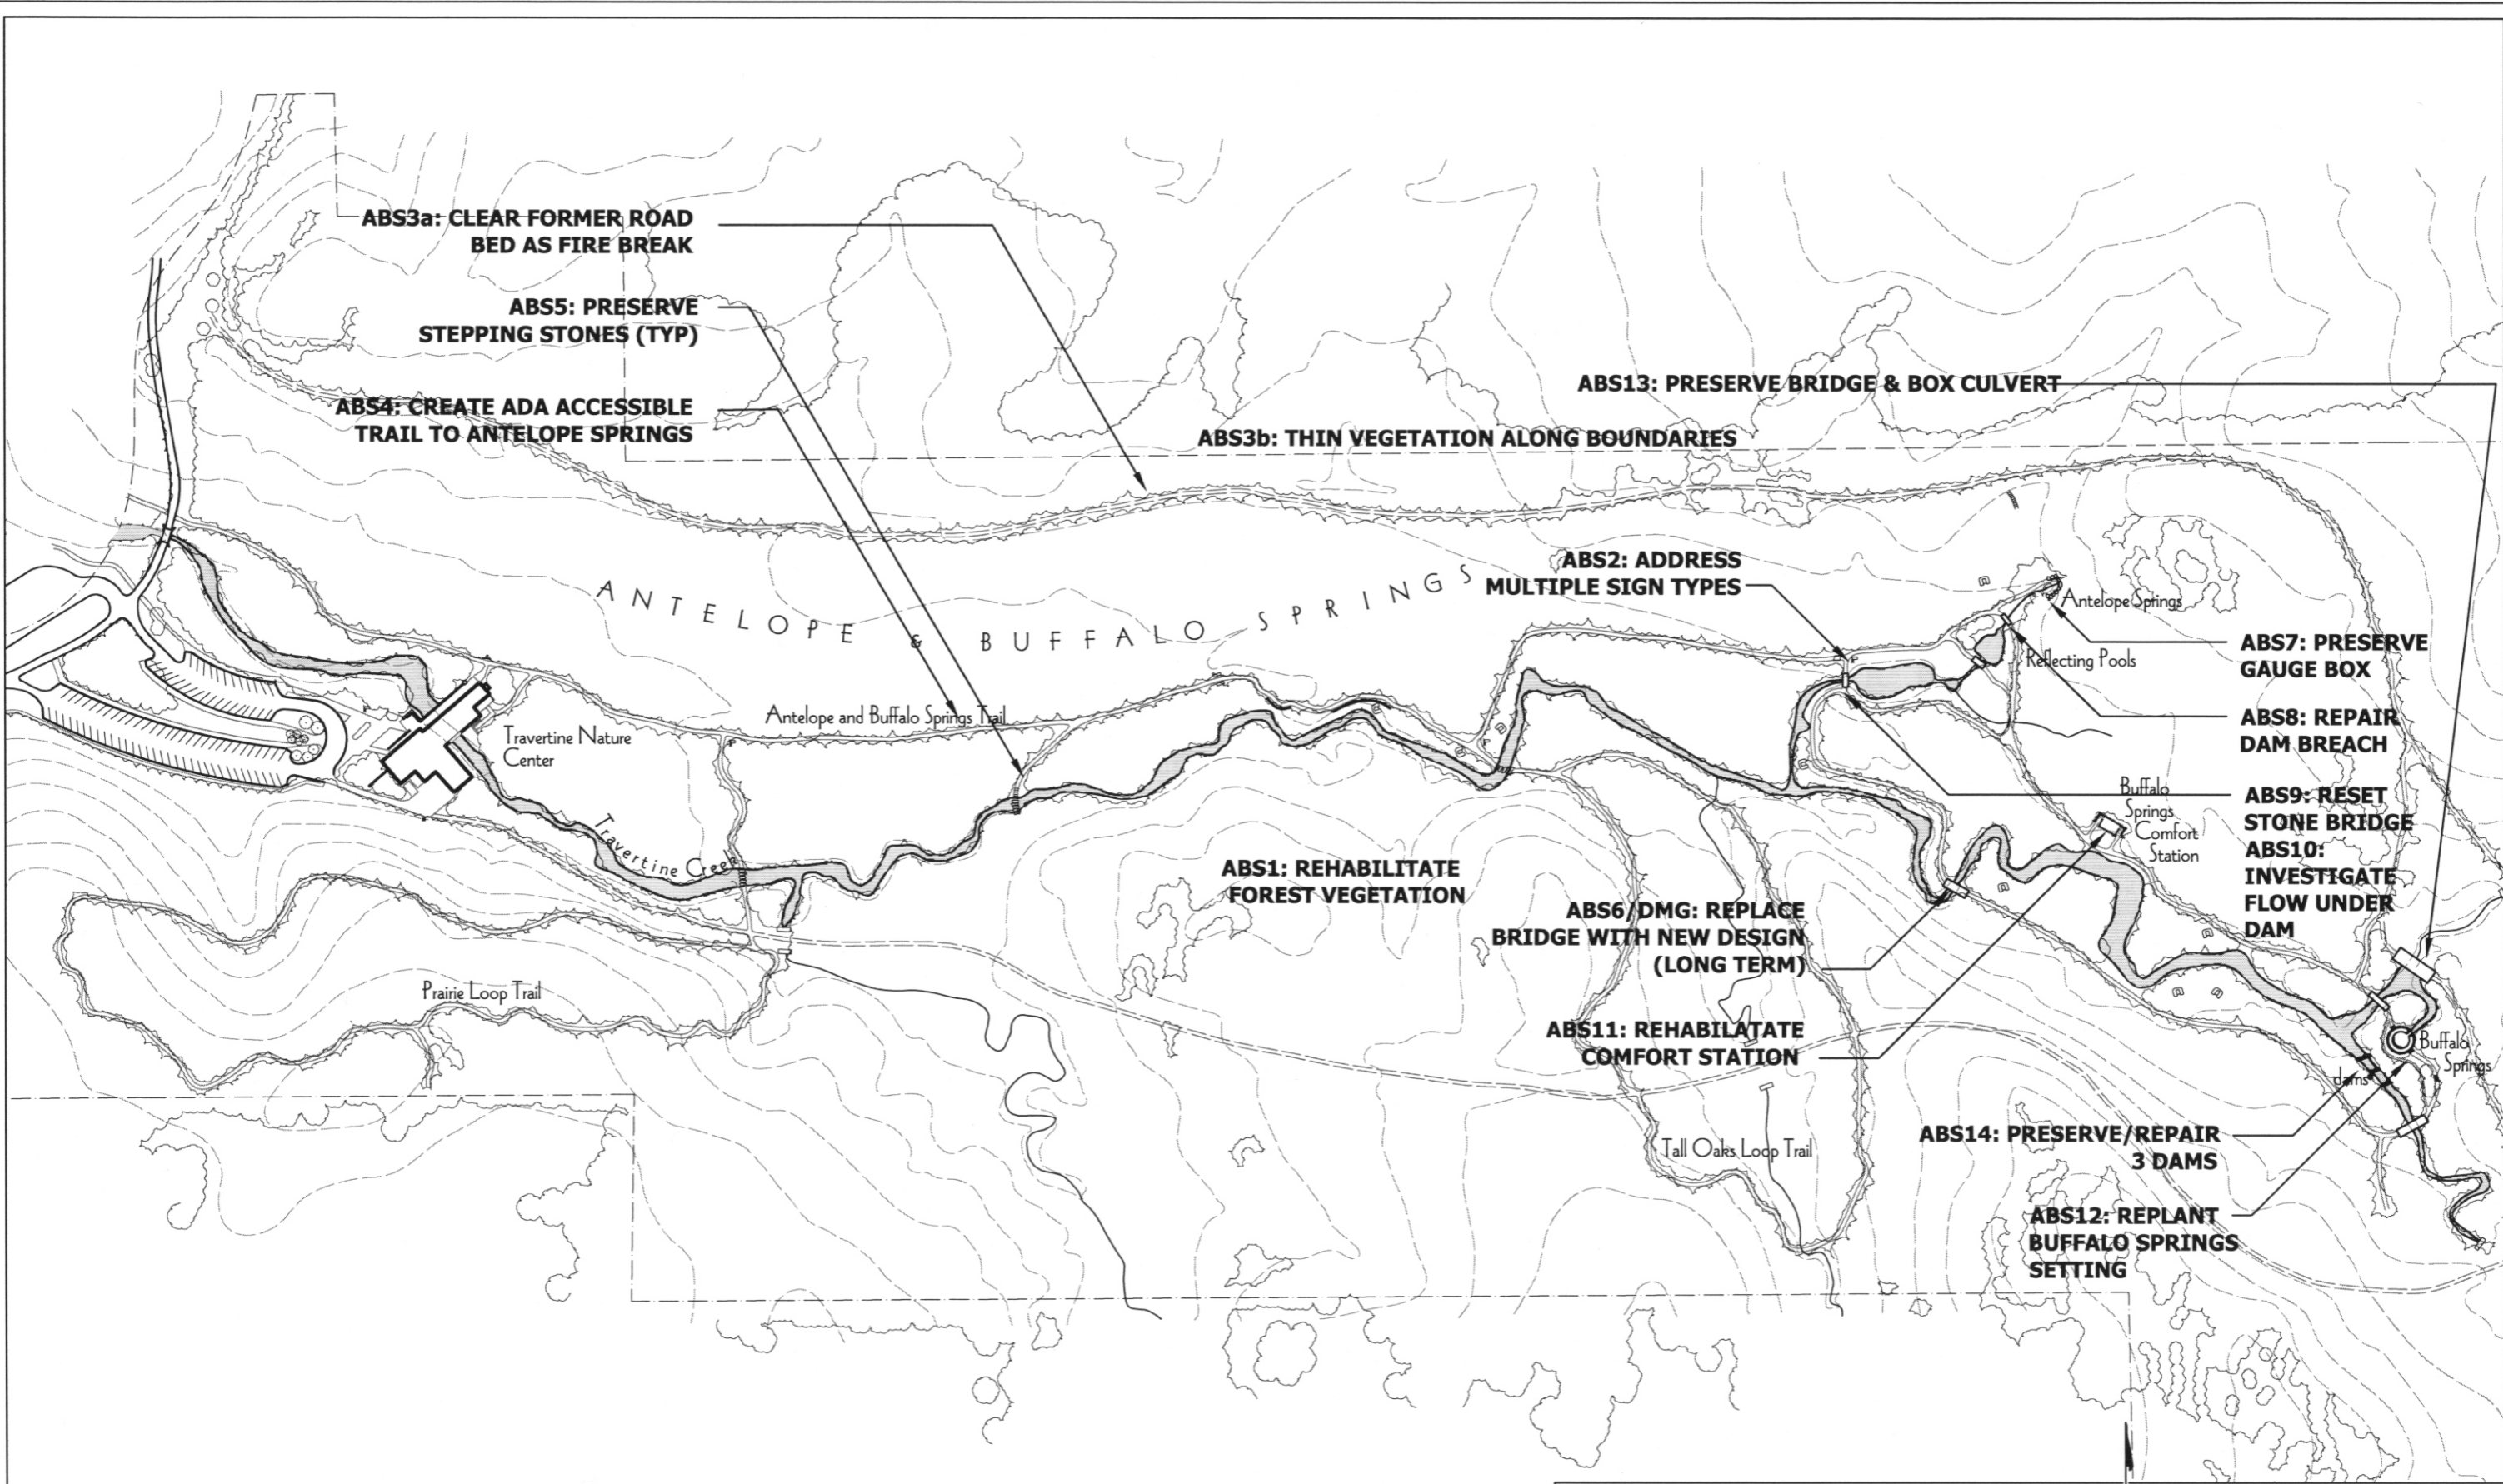 ABS3a: CLEAR FORMER ROAD
BED AS FIRE BREAK
ABS5: PRESERVE
STEPPING STONES (TYP)
ABS4: CREATE ADA ACCESSIBLE
TRAIL TO ANTELOPE SPRINGS
ABS13: PRESERVE BRIDGE & BOX CULVERT
ABS3b: THIN VEGETATION ALONG BOUNDARIES
ABS2: ADDRESS
MULTIPLE SIGN TYPES
ANTELOPE & BUFFALO SPRINGS
Antelope Springs
Reflecting Pools
ABS7: PRESERVE
GAUGE BOX
ABS8: REPAIR
DAM BREACH
Antelope and Buffalo Springs Trail
Travertine Nature
Center
Travertine Creek
Buffalo
Springs
Comfort
Station
ABS9: RESET
STONE BRIDGE
ABS10:
INVESTIGATE
FLOW UNDER
DAM
ABS1: REHABILITATE
FOREST VEGETATION
ABS6/DMG: REPLACE
BRIDGE WITH NEW DESIGN
(LONG TERM)
Prairie Loop Trail
ABS11: REHABILATATE
COMFORT STATION
Buffalo
Springs
dams
Tall Oaks Loop Trail
ABS14: PRESERVE/REPAIR
3 DAMS
ABS12: REPLANT
BUFFALO SPRINGS
SETTING